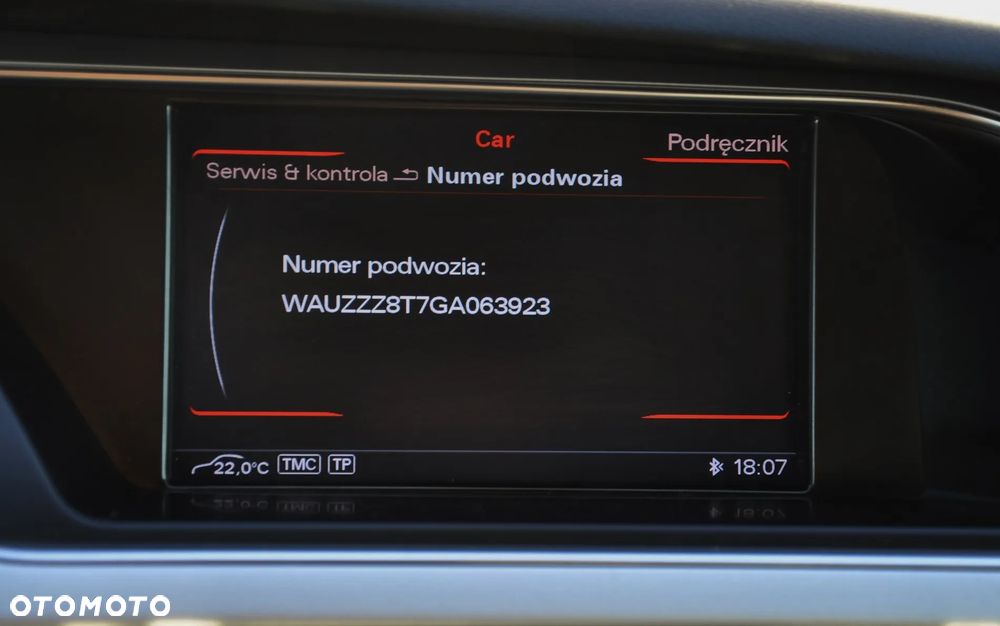 Car
Podręcznik
Serwis & kontrola Numer podwozia
Numer podwozia:
WAUZZZ8T7GA063923
22,0°C TMC TP 18:07
OTOMOTO